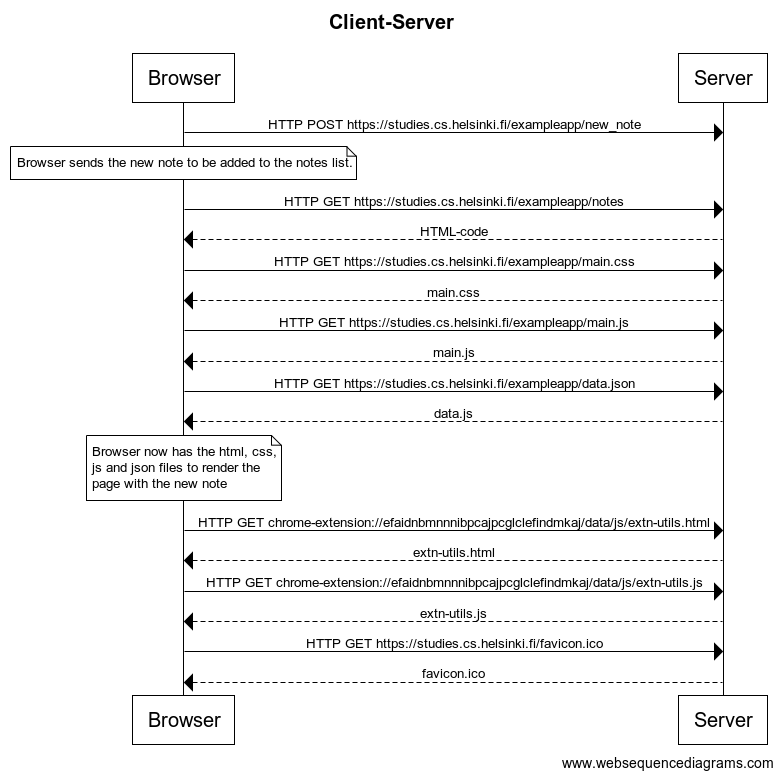 Client-Server
Browser
Server
HTTP POST https://studies.cs.helsinki.fi/exampleapp/new_note
Browser sends the new note to be added to the notes list.
HTTP GET https://studies.cs.helsinki.fi/exampleapp/notes
HTML-code
HTTP GET https://studies.cs.helsinki.fi/exampleapp/main.css
main.css
HTTP GET https://studies.cs.helsinki.fi/exampleapp/main.js
main.js
HTTP GET https://studies.cs.helsinki.fi/exampleapp/data.json
data.js
Browser now has the html, css,
js and json files to render the
page with the new note
HTTP GET chrome-extension://efaidnbmnnnibpcajpcglclefindmkaj/data/js/extn-utils.html
extn-utils.html
HTTP GET chrome-extension://efaidnbmnnnibpcajpcglclefindmkaj/data/js/extn-utils.js
extn-utils.js
HTTP GET https://studies.cs.helsinki.fi/favicon.ico
favicon.ico
Browser
Server
www.websequencediagrams.com